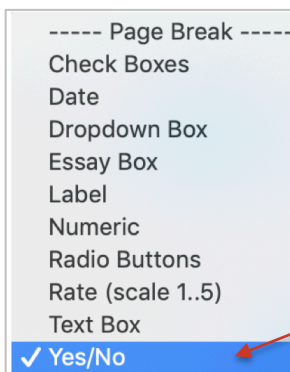 ----- Page Break -----
Check Boxes
Date
Dropdown Box
Essay Box
Label
Numeric
Radio Buttons
Rate (scale 1..5)
Text Box
✓ Yes/No